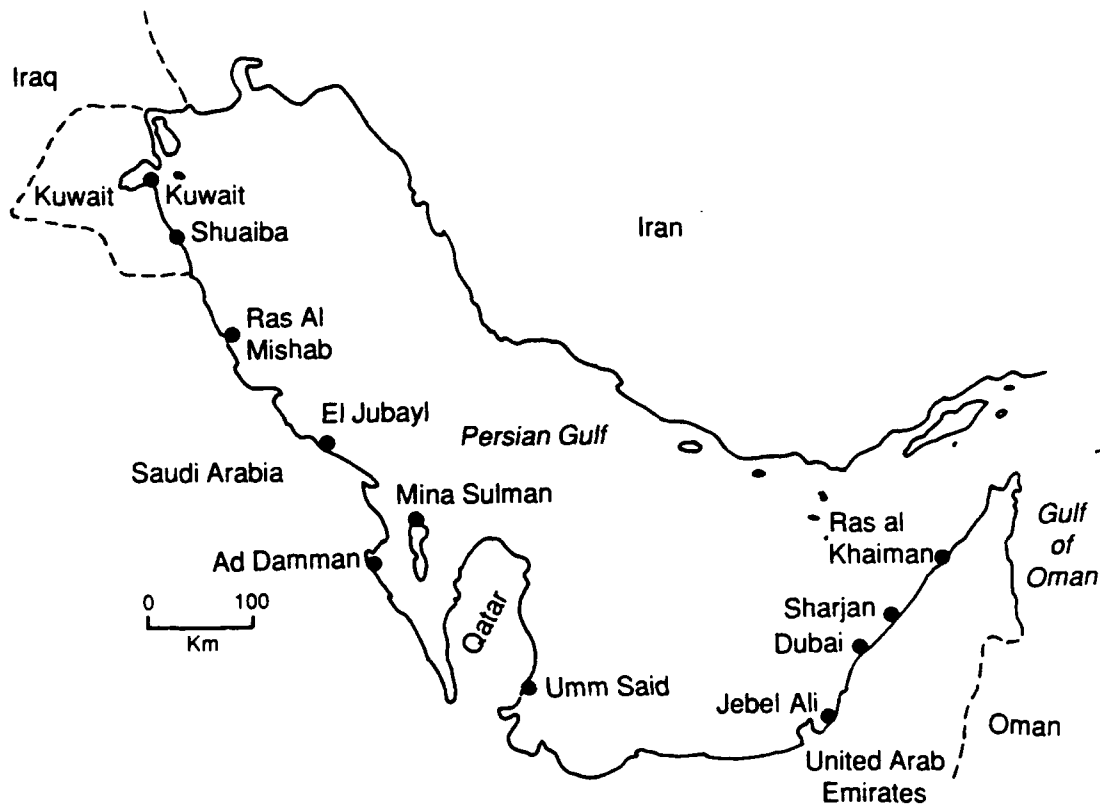 Iraq
Kuwait
Kuwait
Shuaiba
Iran
Ras Al
Mishab
El Jubayl
Persian Gulf
Saudi Arabia
Mina Sulman
Ras al
Khaiman
Gulf
of
Oman
Ad Damman
0 100
Km
Qatar
Sharjan
Dubai
Umm Said
Jebel Ali
Oman
United Arab
Emirates